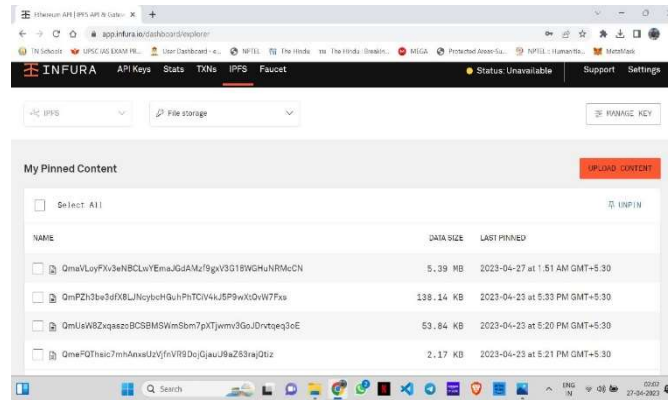 Ethereum API | IPFS API & Gatew
app.infura.io/dashboard/explorer
TN Schools
UPSC IAS EXAM PR...
User Dashboard - e...
NPTEL
The Hindu
The Hindu: Breakin...
MEGA
Protected Areas-Su...
NPTEL :: Humanitie...
MetaMask
INFURA API Keys Stats TXNs IPFS Faucet Status: Unavailable Support Settings
IPFS File storage MANAGE KEY
My Pinned Content UPLOAD CONTENT
Select All UNPIN
NAME DATA SIZE LAST PINNED
5.39 MB 2023-04-27 at 1:51 AM GMT+5:30
138.14 KB 2023-04-23 at 5:33 PM GMT+5:30
53.84 KB 2023-04-23 at 5:20 PM GMT+5:30
2.17 KB 2023-04-23 at 5:21 PM GMT+5:30
Search ENG 02:02
IN 27-04-2023